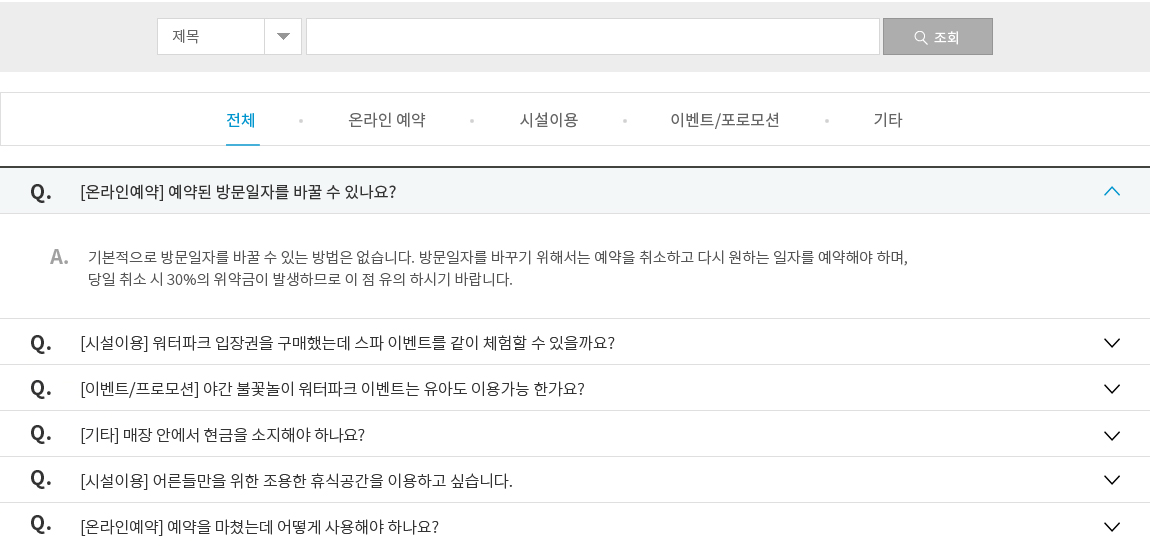 제목
조회
전체 • 온라인 예약 • 시설이용 • 이벤트/포로모션 • 기타
Q. [온라인예약] 예약된 방문일자를 바꿀 수 있나요?
A. 기본적으로 방문일자를 바꿀 수 있는 방법은 없습니다. 방문일자를 바꾸기 위해서는 예약을 취소하고 다시 원하는 일자를 예약해야 하며,
당일 취소 시 30%의 위약금이 발생하므로 이 점 유의 하시기 바랍니다.
Q. [시설이용] 워터파크 입장권을 구매했는데 스파 이벤트를 같이 체험할 수 있을까요?
Q. [이벤트/프로모션] 야간 불꽃놀이 워터파크 이벤트는 유아도 이용가능 한가요?
Q. [기타] 매장 안에서 현금을 소지해야 하나요?
Q. [시설이용] 어른들만을 위한 조용한 휴식공간을 이용하고 싶습니다.
Q. [온라인예약] 예약을 마쳤는데 어떻게 사용해야 하나요?